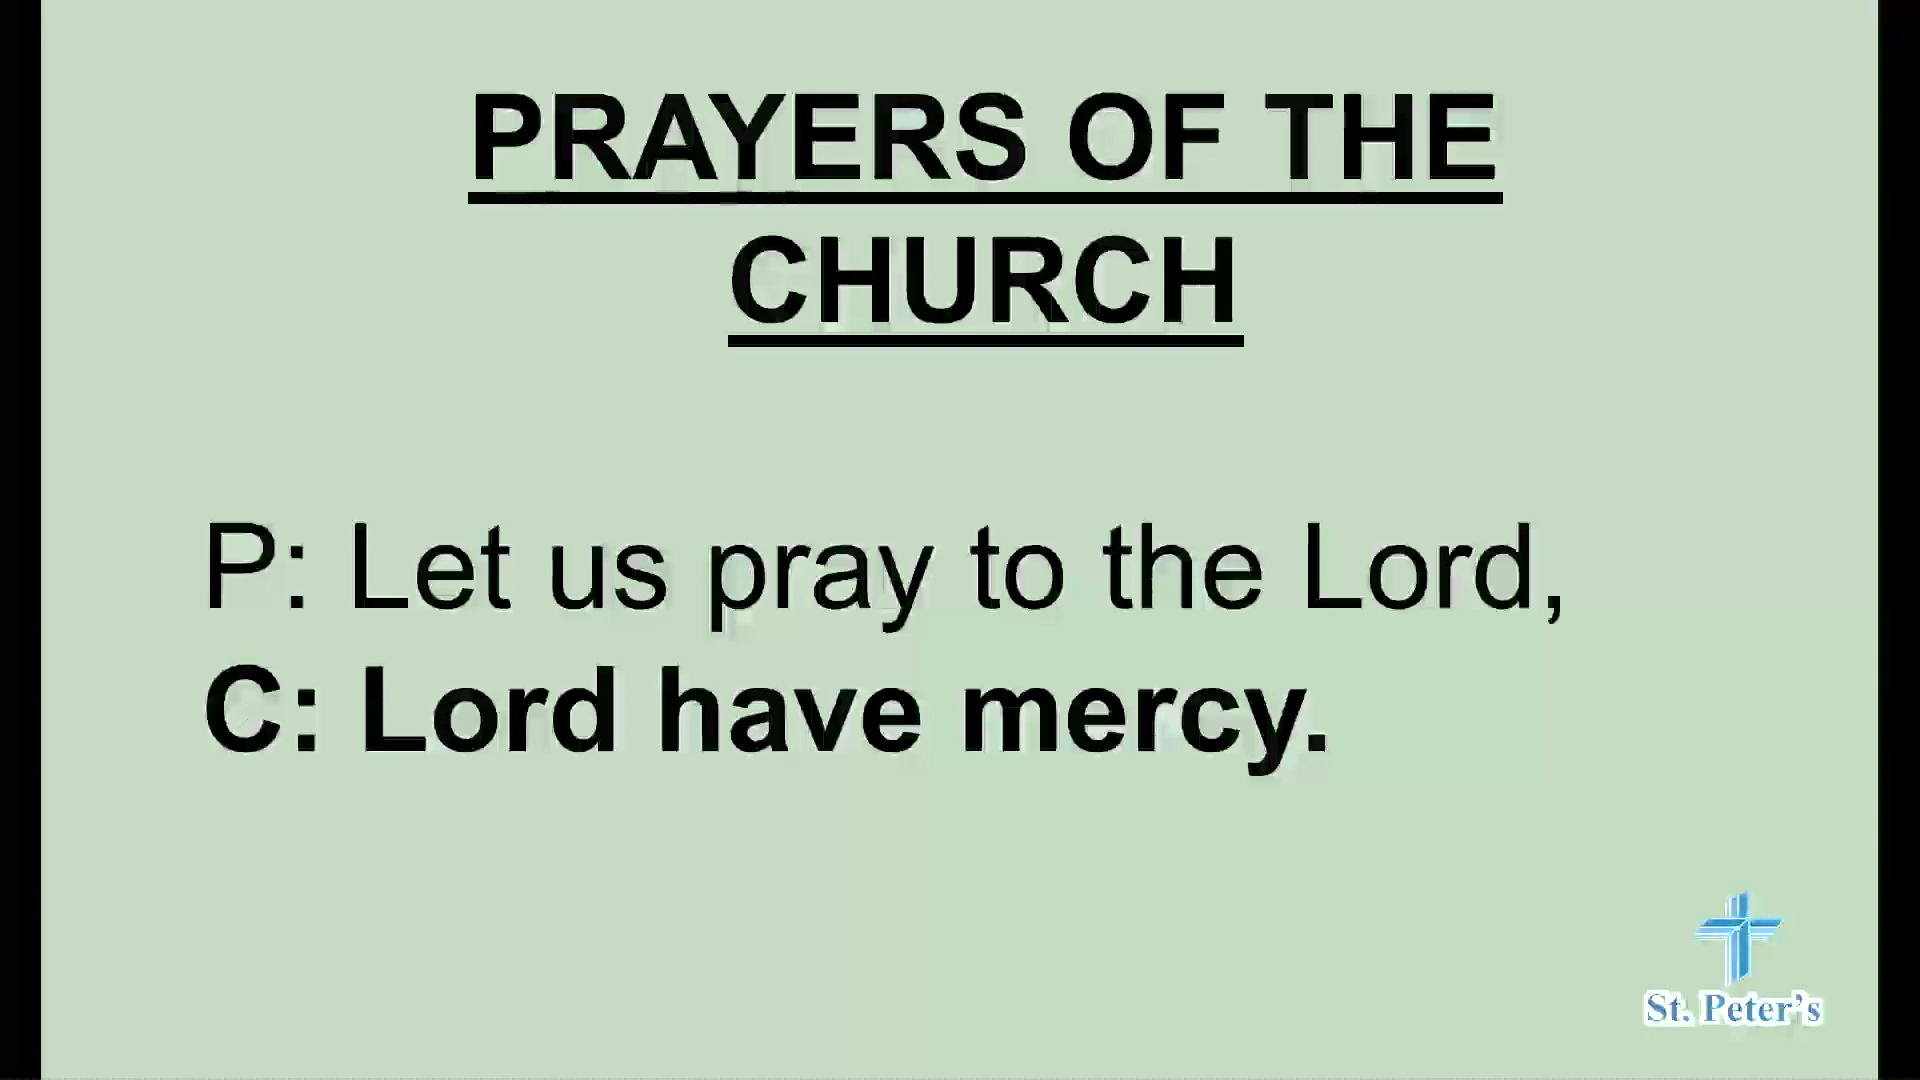 PRAYERS OF THE
CHURCH
P: Let us pray to the Lord,
C: Lord have mercy.
St. Peter's